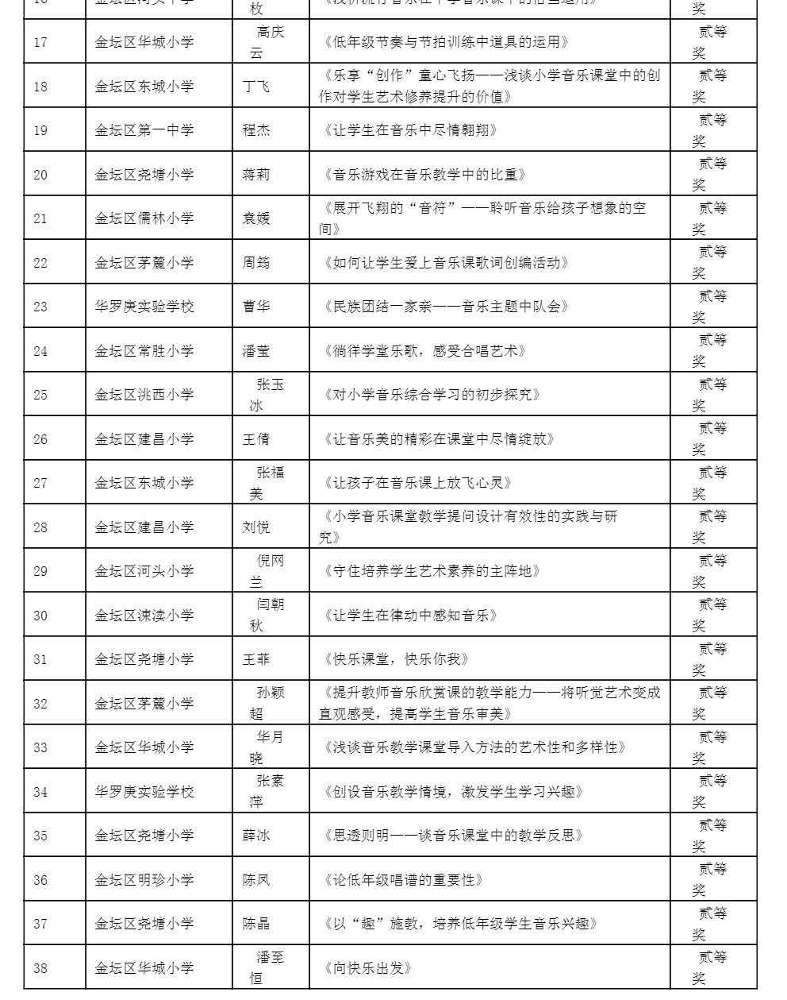 枚
奖
17 金坛区华城小学 高庆云 《低年级节奏与节拍训练中道具的运用》 贰等奖
18 金坛区东城小学 丁飞 《乐享“创作”童心飞扬——浅谈小学音乐课堂中的创
作对学生艺术修养提升的价值》 贰等奖
19 金坛区第一中学 程杰 《让学生在音乐中尽情翱翔》 贰等奖
20 金坛区尧塘小学 蒋莉 《音乐游戏在音乐教学中的比重》 贰等奖
21 金坛区儒林小学 袁媛 《展开飞翔的“音符”——聆听音乐给孩子想象的空
间》 贰等奖
22 金坛区茅麓小学 周筠 《如何让学生爱上音乐课歌词创编活动》 贰等奖
23 华罗庚实验学校 曹华 《民族团结一家亲——音乐主题中队会》 贰等奖
24 金坛区常胜小学 潘莹 《徜徉学堂乐歌，感受合唱艺术》 贰等奖
25 金坛区洮西小学 张玉冰 《对小学音乐综合学习的初步探究》 贰等奖
26 金坛区建昌小学 王倩 《让音乐美的精彩在课堂中尽情绽放》 贰等奖
27 金坛区东城小学 张福美 《让孩子在音乐课上放飞心灵》 贰等奖
28 金坛区建昌小学 刘悦 《小学音乐课堂教学提问设计有效性的实践与研
究》 贰等奖
29 金坛区河头小学 倪网兰 《守住培养学生艺术素养的主阵地》 贰等奖
30 金坛区涑渎小学 闫朝秋 《让学生在律动中感知音乐》 贰等奖
31 金坛区尧塘小学 王菲 《快乐课堂，快乐你我》 贰等奖
32 金坛区茅麓小学 孙颖超 《提升教师音乐欣赏课的教学能力——将听觉艺术变成
直观感受，提高学生音乐审美》 贰等奖
33 金坛区华城小学 华月晓 《浅谈音乐教学课堂导入方法的艺术性和多样性》 贰等奖
34 华罗庚实验学校 张素萍 《创设音乐教学情境，激发学生学习兴趣》 贰等奖
35 金坛区尧塘小学 薛冰 《思透则明——谈音乐课堂中的教学反思》 贰等奖
36 金坛区明珍小学 陈凤 《论低年级唱谱的重要性》 贰等奖
37 金坛区尧塘小学 陈晶 《以“趣”施教，培养低年级学生音乐兴趣》 贰等奖
38 金坛区华城小学 潘至恒 《向快乐出发》 贰等奖